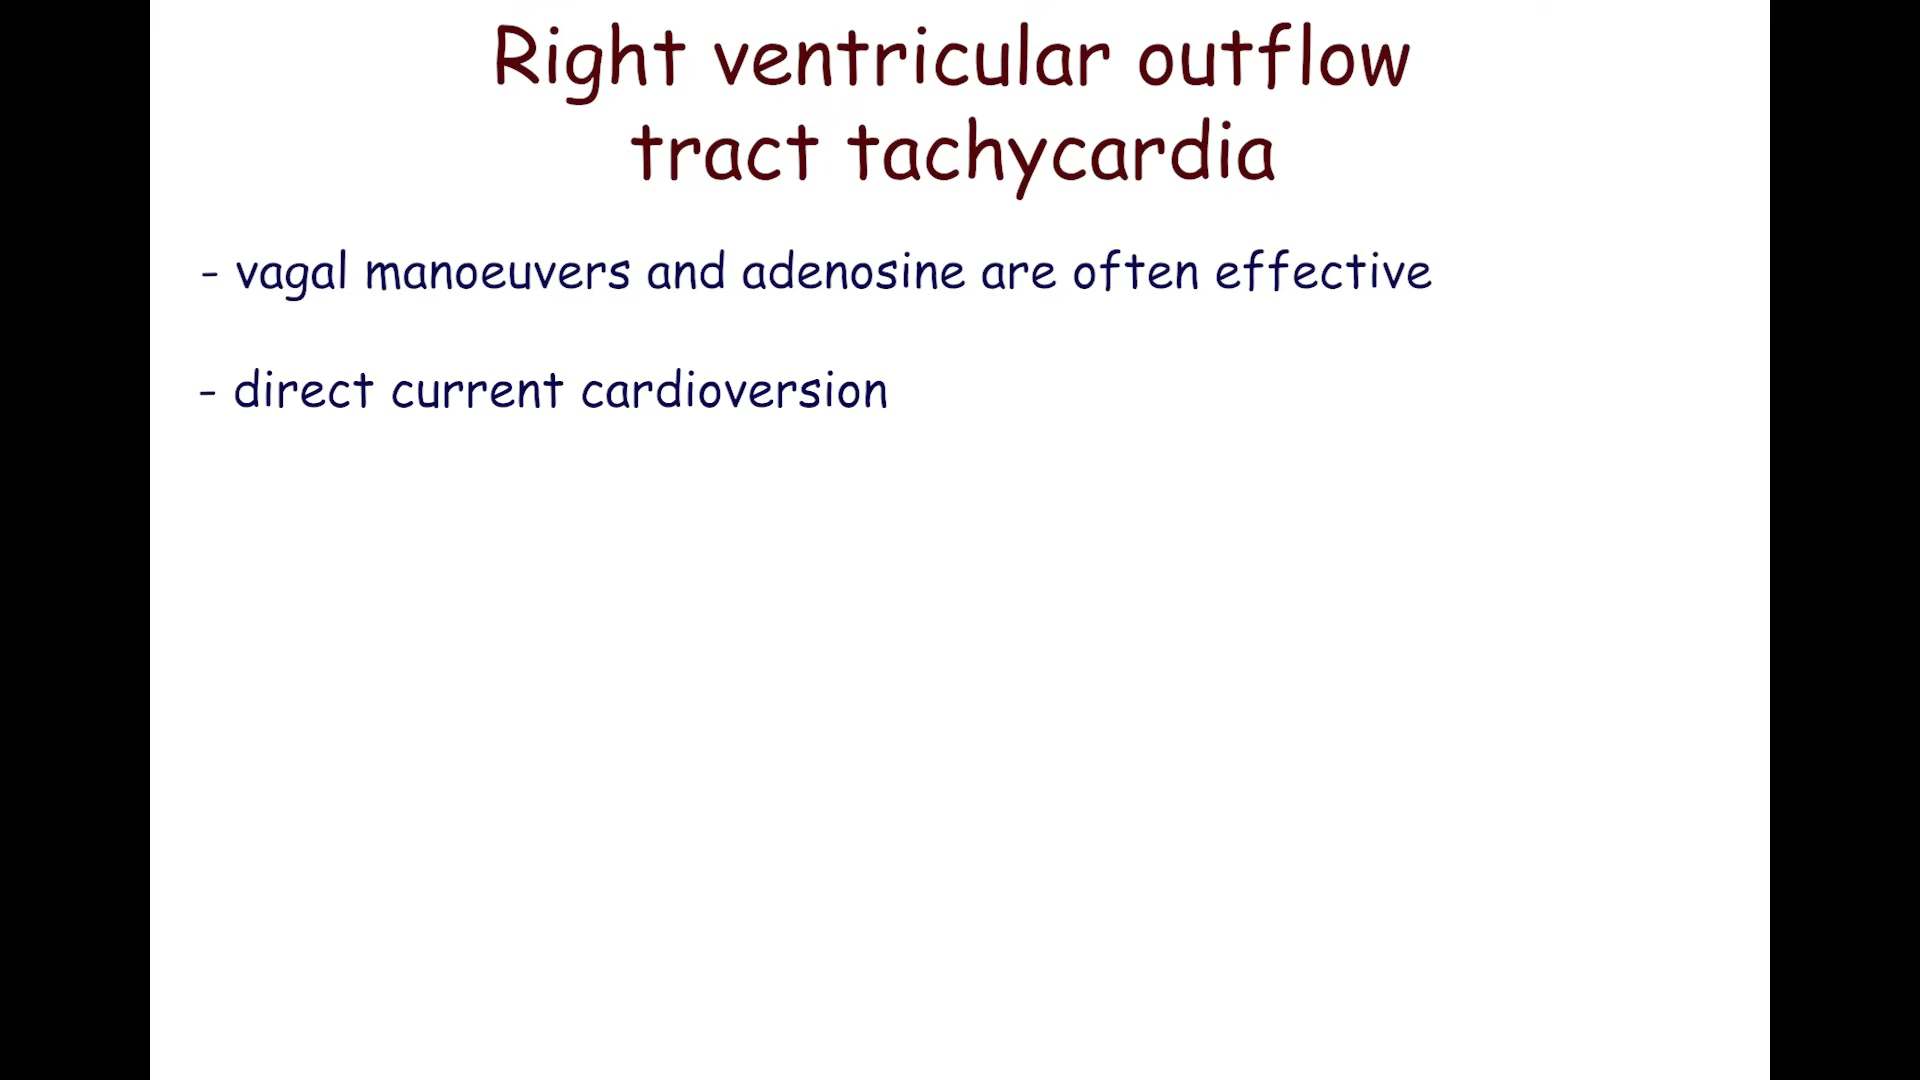 Right ventricular outflow
tract tachycardia
- vagal manoeuvers and adenosine are often effective
- direct current cardioversion